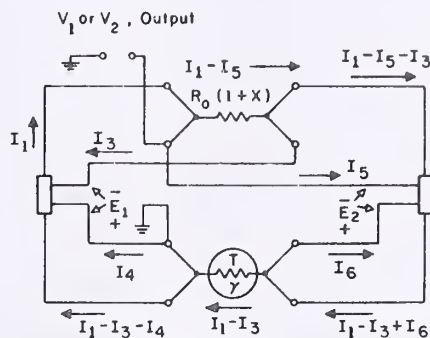 V₁ or V₂ , Output
I₁–I₅
I₁–I₅–I₃
R₀ (1+X)
I₁
I₃
I₅
– E₁ +
– E₂ +
I₄
T
γ
I₆
I₁–I₃–I₄
I₁–I₃
I₁–I₃+I₆